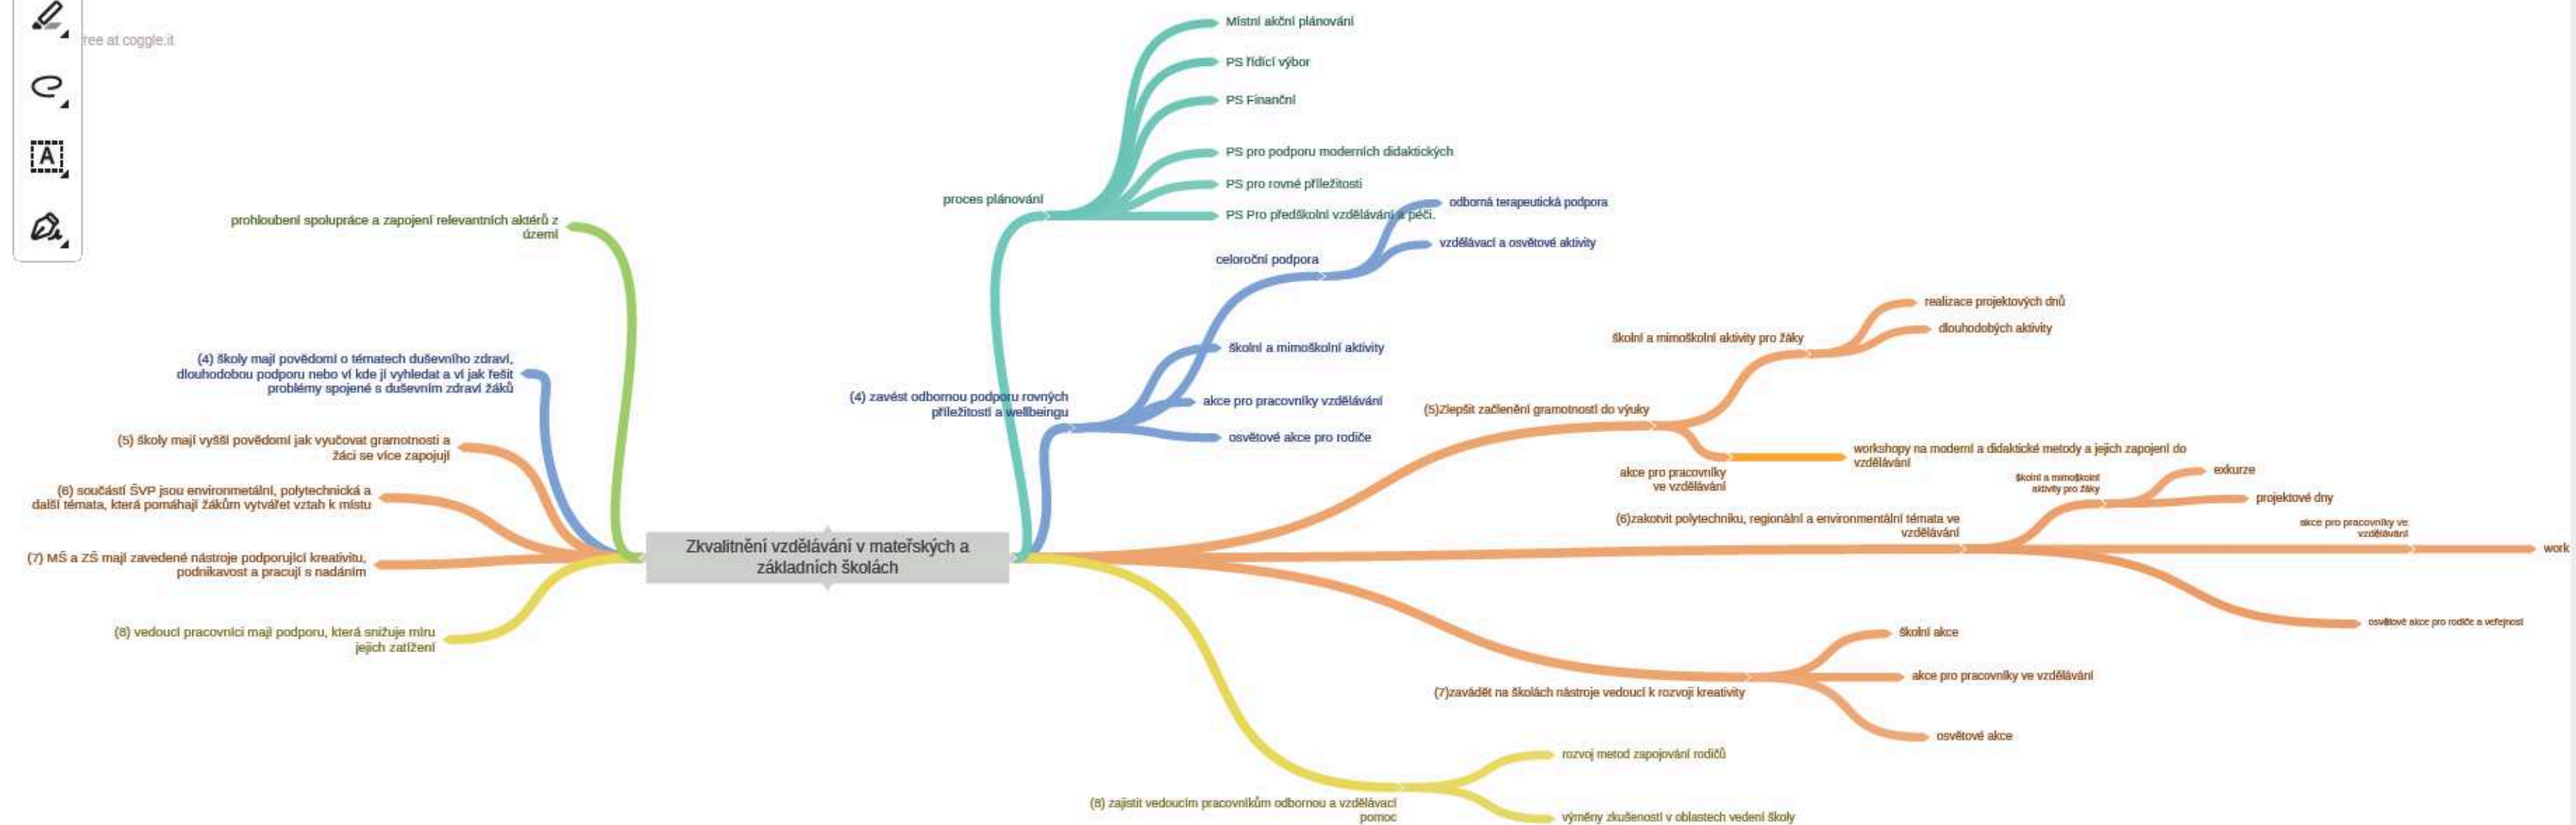 ree at coggle.it
A
prohloubení spolupráce a zapojení relevantních aktérů z
území
(4) školy mají povědomí o tématech duševního zdraví,
dlouhodobou podporu nebo ví kde jí vyhledat a ví jak řešit
problémy spojené s duševním zdraví žáků
(5) školy mají vyšší povědomí jak vyučovat gramotnosti a
žáci se více zapojují
(6) součástí ŠVP jsou environmetální, polytechnická a
další témata, která pomáhají žákům vytvářet vztah k místu
(7) MŠ a ZŠ mají zavedené nástroje podporující kreativitu,
podnikavost a pracují s nadáním
(8) vedoucí pracovníci mají podporu, která snižuje míru
jejich zatížení
Zkvalitnění vzdělávání v mateřských a
základních školách
proces plánování
Místní akční plánování
PS řídící výbor
PS Finanční
PS pro podporu moderních didaktických
PS pro rovné příležitosti
PS Pro předškolní vzdělávání a péči.
(4) zavést odbornou podporu rovných
příležitostí a wellbeingu
celoroční podpora
odborná terapeutická podpora
vzdělávací a osvětové aktivity
školní a mimoškolní aktivity
akce pro pracovníky vzdělávání
osvětové akce pro rodiče
(5)Zlepšit začlenění gramotností do výuky
školní a mimoškolní aktivity pro žáky
realizace projektových dnů
dlouhodobých aktivity
akce pro pracovníky
ve vzdělávání
workshopy na moderní a didaktické metody a jejich zapojení do
vzdělávání
(6)zakotvit polytechniku, regionální a environmentální témata ve
vzdělávání
školní a mimoškolní
aktivity pro žáky
exkurze
projektové dny
akce pro pracovníky ve
vzdělávání
work
osvětové akce pro rodiče a veřejnost
(7)zavádět na školách nástroje vedoucí k rozvoji kreativity
školní akce
akce pro pracovníky ve vzdělávání
osvětové akce
(8) zajistit vedoucím pracovníkům odbornou a vzdělávací
pomoc
rozvoj metod zapojování rodičů
výměny zkušeností v oblastech vedení školy